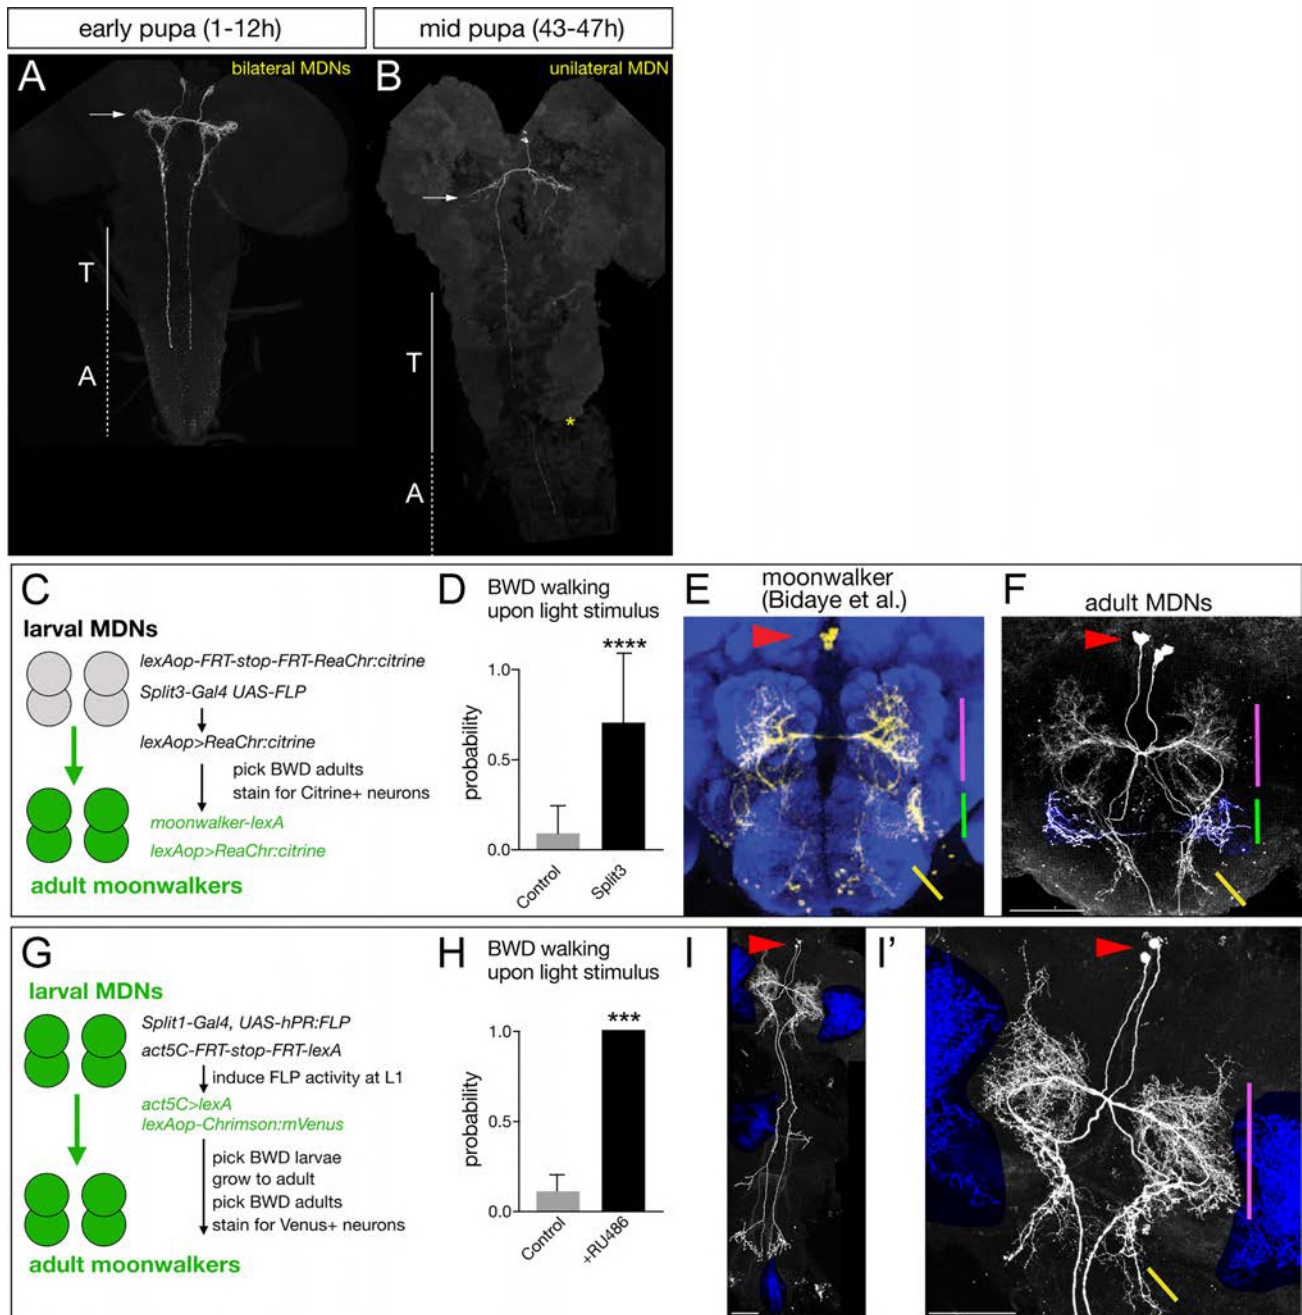 early pupa (1-12h)
mid pupa (43-47h)
A
bilateral MDNs
B
unilateral MDN
T
A
T
*
A
C
larval MDNs
lexAop-FRT-stop-FRT-ReaChr:citrine
Split3-Gal4 UAS-FLP
lexAop>ReaChr:citrine
pick BWD adults
stain for Citrine+ neurons
moonwalker-lexA
lexAop>ReaChr:citrine
adult moonwalkers
D
BWD walking
upon light stimulus
****
1.0
0.5
0.0
probability
Control
Split3
E
moonwalker
(Bidaye et al.)
F
adult MDNs
G
larval MDNs
Split1-Gal4, UAS-hPR:FLP
act5C-FRT-stop-FRT-lexA
induce FLP activity at L1
act5C>lexA
lexAop-Chrimson:mVenus
pick BWD larvae
grow to adult
pick BWD adults
stain for Venus+ neurons
adult moonwalkers
H
BWD walking
upon light stimulus
***
1.0
0.5
0.0
probability
Control
+RU486
I
I'